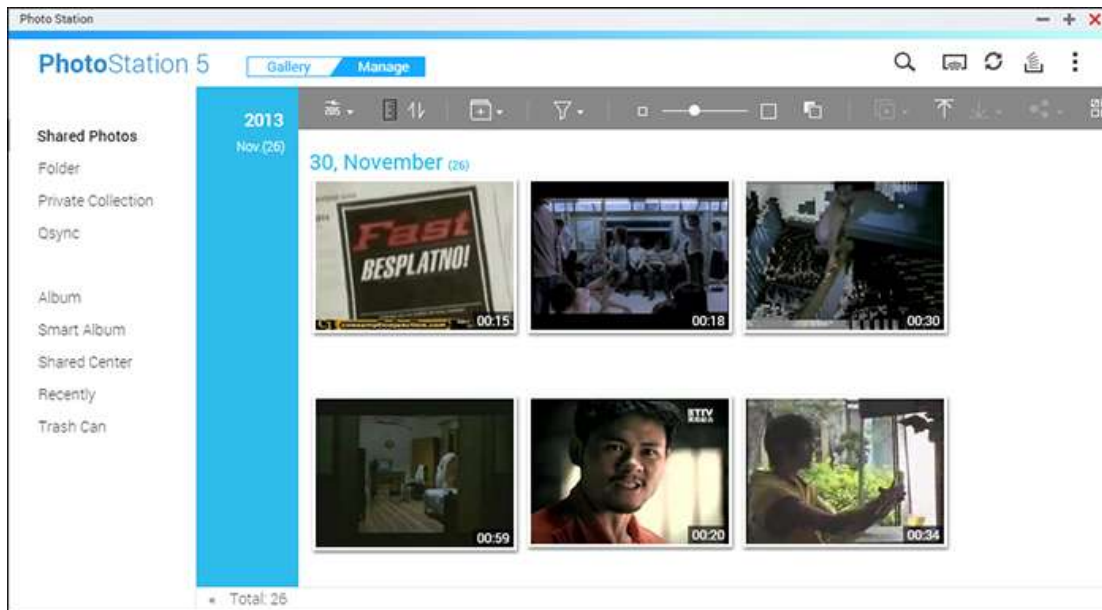 Photo Station
PhotoStation 5
Gallery
Manage
Shared Photos
Folder
Private Collection
Qsync
Album
Smart Album
Shared Center
Recently
Trash Can
2013
Nov.(26)
30, November (26)
Fast
BESPLATNO!
00:15
00:18
00:30
00:59
ETTV
00:20
00:34
Total: 26